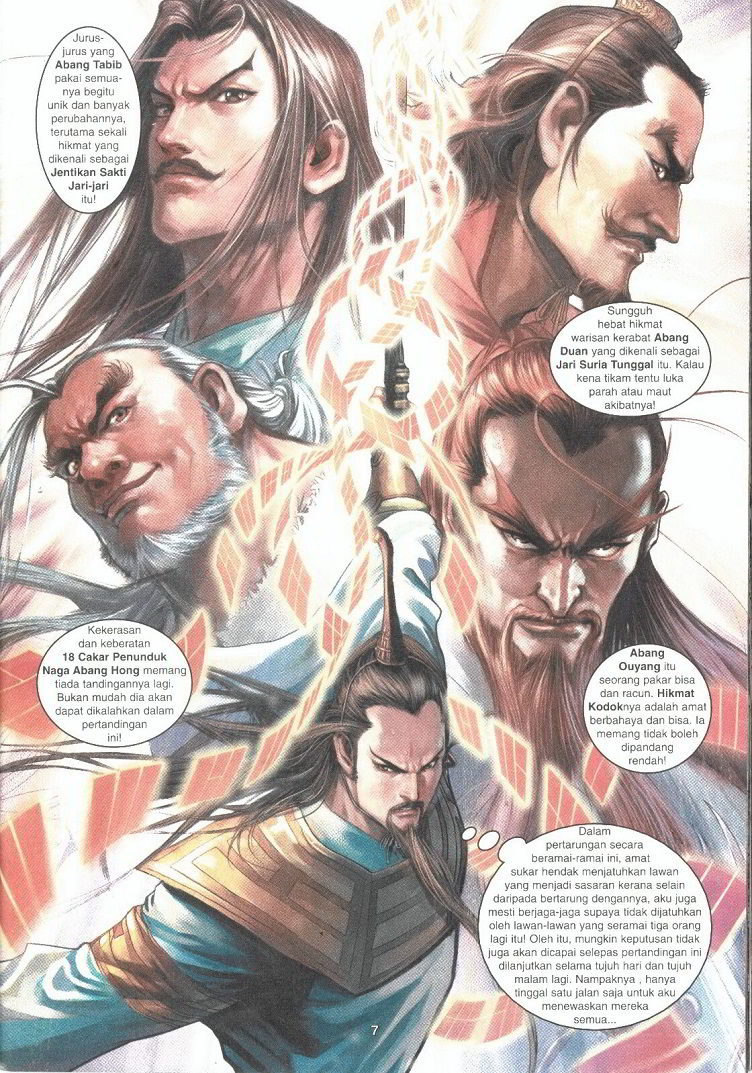 Jurus-
jurus yang
Abang Tabib
pakai semua-
nya begitu
unik dan banyak
perubahannya,
terutama sekali
hikmat yang
dikenali sebagai
Jentikan Sakti
Jari-jari
itu!
Sungguh
hebat hikmat
warisan kerabat Abang
Duan yang dikenali sebagai
Jari Suria Tunggal itu. Kalau
kena tikam tentu luka
parah atau maut
akibatnya!
Kekerasan
dan keberatan
18 Cakar Penunduk
Naga Abang Hong memang
tiada tandingannya lagi.
Bukan mudah dia akan
dapat dikalahkan dalam
pertandingan
ini!
Abang
Ouyang itu
seorang pakar bisa
dan racun. Hikmat
Kodoknya adalah amat
berbahaya dan bisa. Ia
memang tidak boleh
dipandang
rendah!
Dalam
pertarungan secara
beramai-ramai ini, amat
sukar hendak menjatuhkan lawan
yang menjadi sasaran kerana selain
daripada bertarung dengannya, aku juga
mesti berjaga-jaga supaya tidak dijatuhkan
oleh lawan-lawan yang seramai tiga orang
lagi itu! Oleh itu, mungkin keputusan tidak
juga akan dicapai selepas pertandingan ini
dilanjutkan selama tujuh hari dan tujuh
malam lagi. Nampaknya , hanya
tinggal satu jalan saja untuk aku
menewaskan mereka
semua...
7